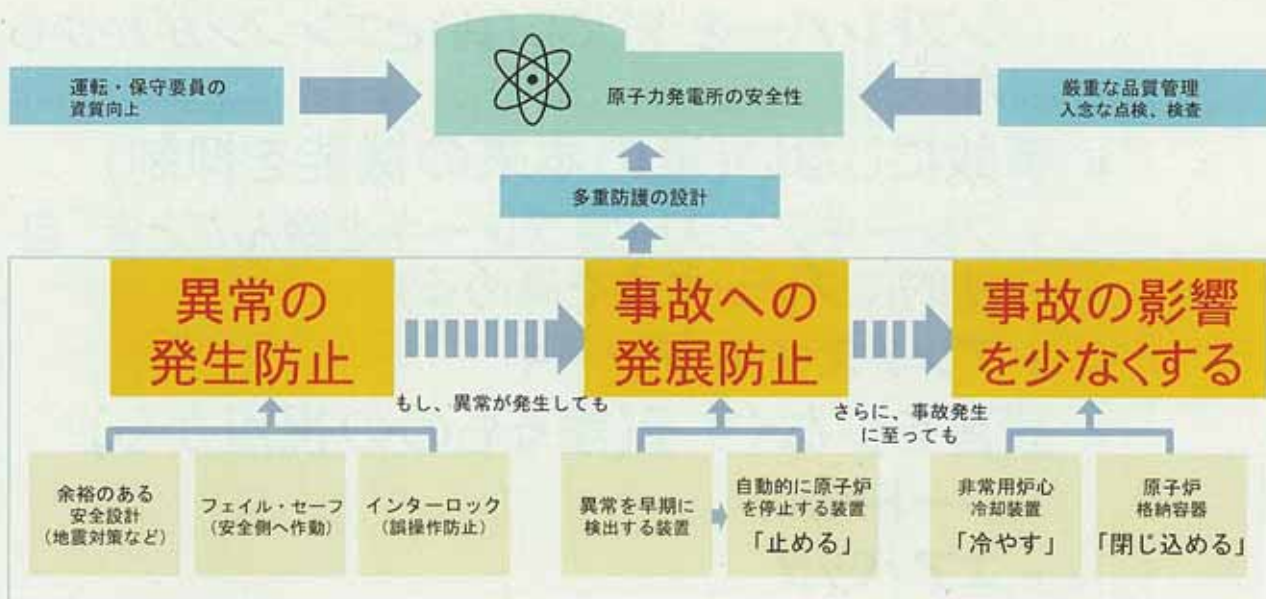 運転・保守要員の
資質向上
原子力発電所の安全性
厳重な品質管理
入念な点検、検査
多重防護の設計
異常の
発生防止
事故への
発展防止
事故の影響
を少なくする
もし、異常が発生しても
さらに、事故発生
に至っても
余裕のある
安全設計
(地震対策など)
フェイル・セーフ
(安全側へ作動)
インターロック
(誤操作防止)
異常を早期に
検出する装置
自動的に原子炉
を停止する装置
「止める」
非常用炉心
冷却装置
「冷やす」
原子炉
格納容器
「閉じ込める」